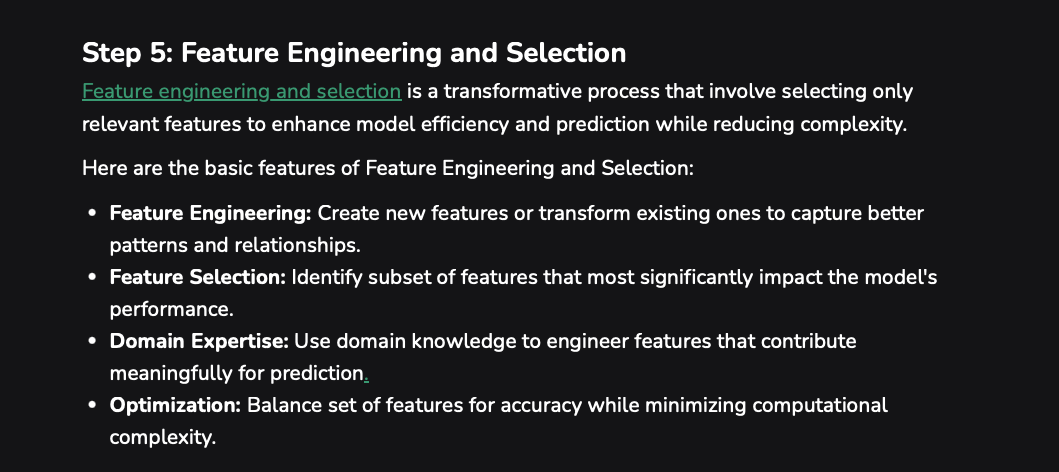 Step 5: Feature Engineering and Selection
Feature engineering and selection is a transformative process that involve selecting only
relevant features to enhance model efficiency and prediction while reducing complexity.
Here are the basic features of Feature Engineering and Selection:
• Feature Engineering: Create new features or transform existing ones to capture better
patterns and relationships.
• Feature Selection: Identify subset of features that most significantly impact the model's
performance.
• Domain Expertise: Use domain knowledge to engineer features that contribute
meaningfully for prediction.
• Optimization: Balance set of features for accuracy while minimizing computational
complexity.